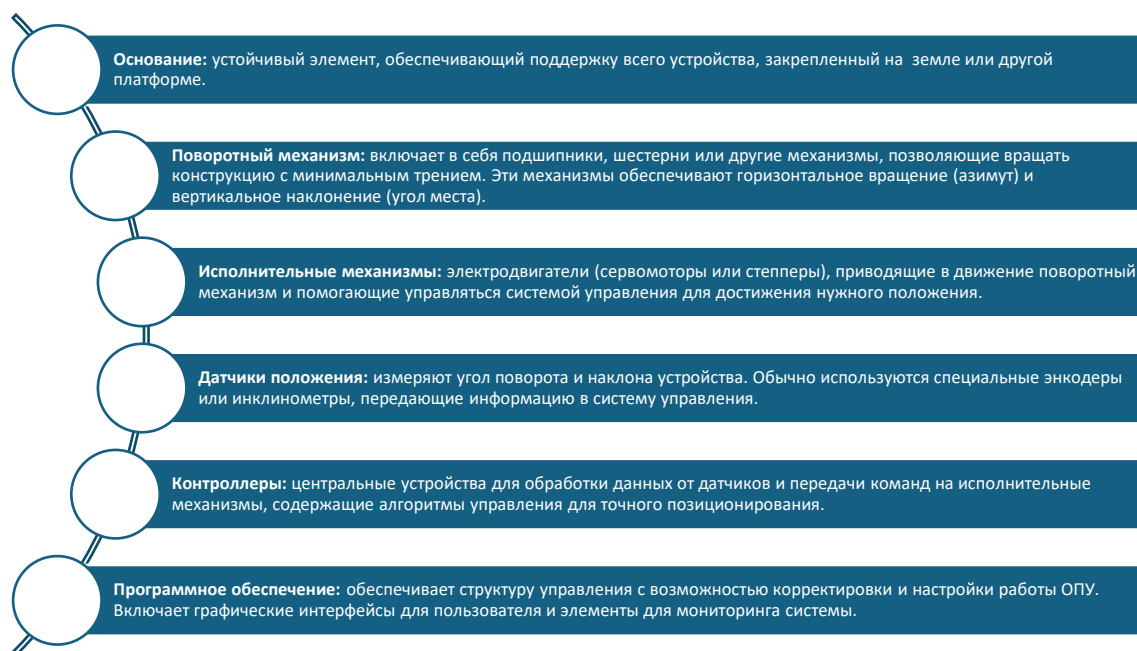 Основание: устойчивый элемент, обеспечивающий поддержку всего устройства, закрепленный на земле или другой
платформе.
Поворотный механизм: включает в себя подшипники, шестерни или другие механизмы, позволяющие вращать
конструкцию с минимальным трением. Эти механизмы обеспечивают горизонтальное вращение (азимут) и
вертикальное наклонение (угол места).
Исполнительные механизмы: электродвигатели (сервомоторы или степперы), приводящие в движение поворотный
механизм и помогающие управляться системой управления для достижения нужного положения.
Датчики положения: измеряют угол поворота и наклона устройства. Обычно используются специальные энкодеры
или инклинометры, передающие информацию в систему управления.
Контроллеры: центральные устройства для обработки данных от датчиков и передачи команд на исполнительные
механизмы, содержащие алгоритмы управления для точного позиционирования.
Программное обеспечение: обеспечивает структуру управления с возможностью корректировки и настройки работы ОПУ.
Включает графические интерфейсы для пользователя и элементы для мониторинга системы.